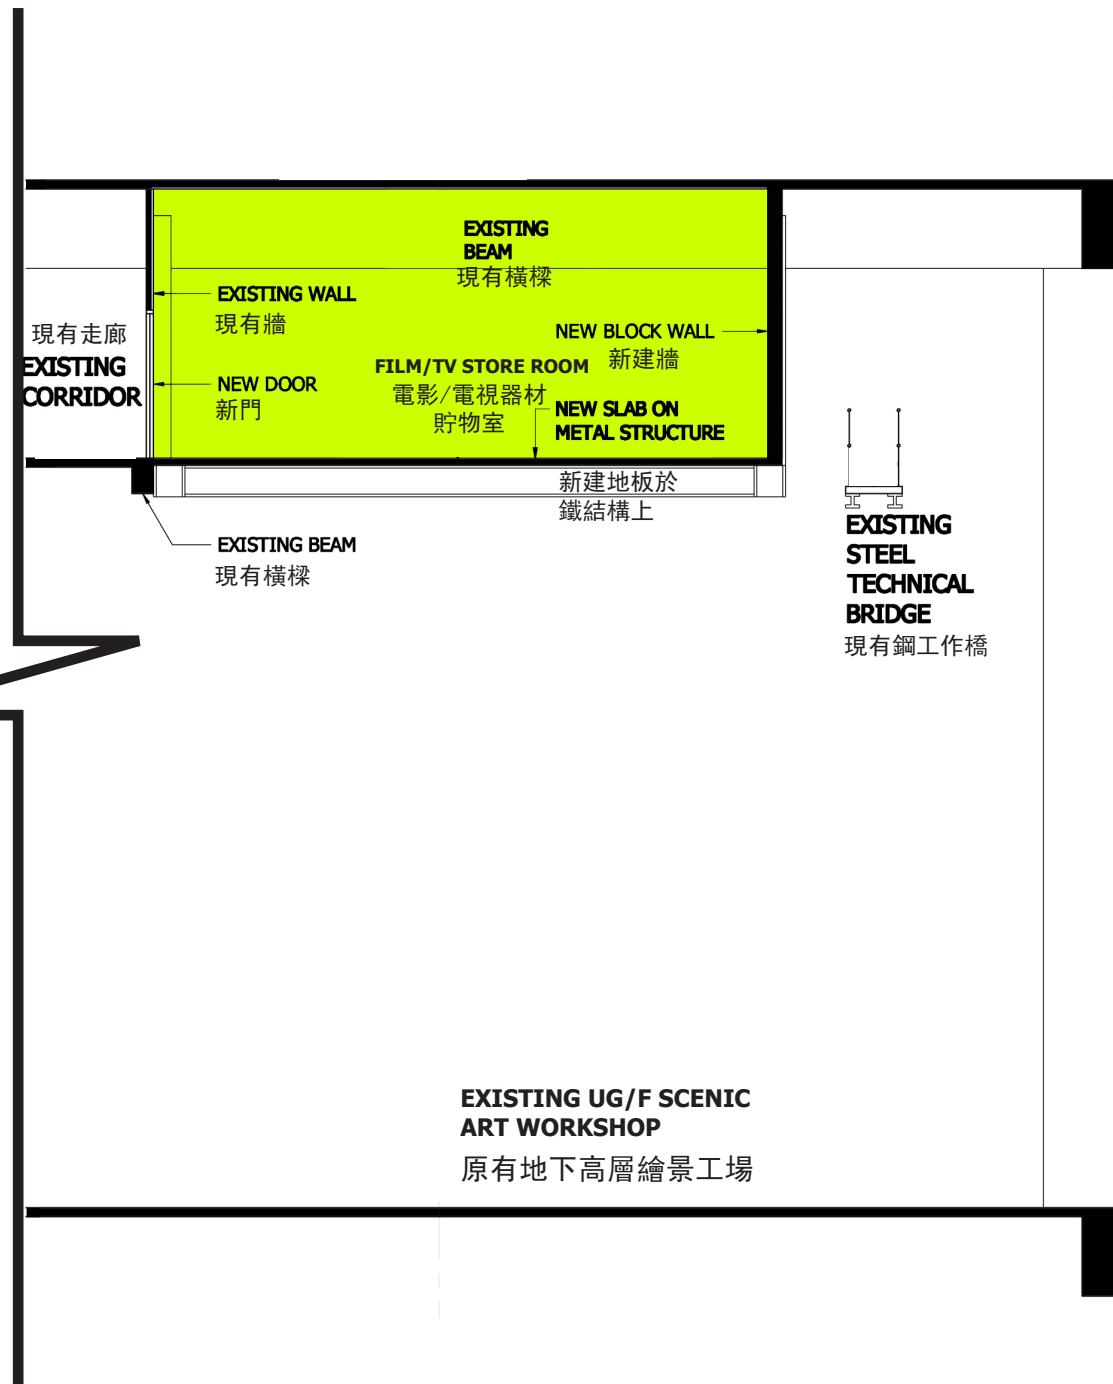 EXISTING
BEAM
現有橫樑
EXISTING WALL
現有牆
現有走廊
EXISTING
CORRIDOR
NEW BLOCK WALL
新建牆
FILM/TV STORE ROOM
電影/電視器材
貯物室
NEW DOOR
新門
NEW SLAB ON
METAL STRUCTURE
新建地板於
鐵結構上
EXISTING BEAM
現有橫樑
EXISTING
STEEL
TECHNICAL
BRIDGE
現有鋼工作橋
EXISTING UG/F SCENIC
ART WORKSHOP
原有地下高層繪景工場